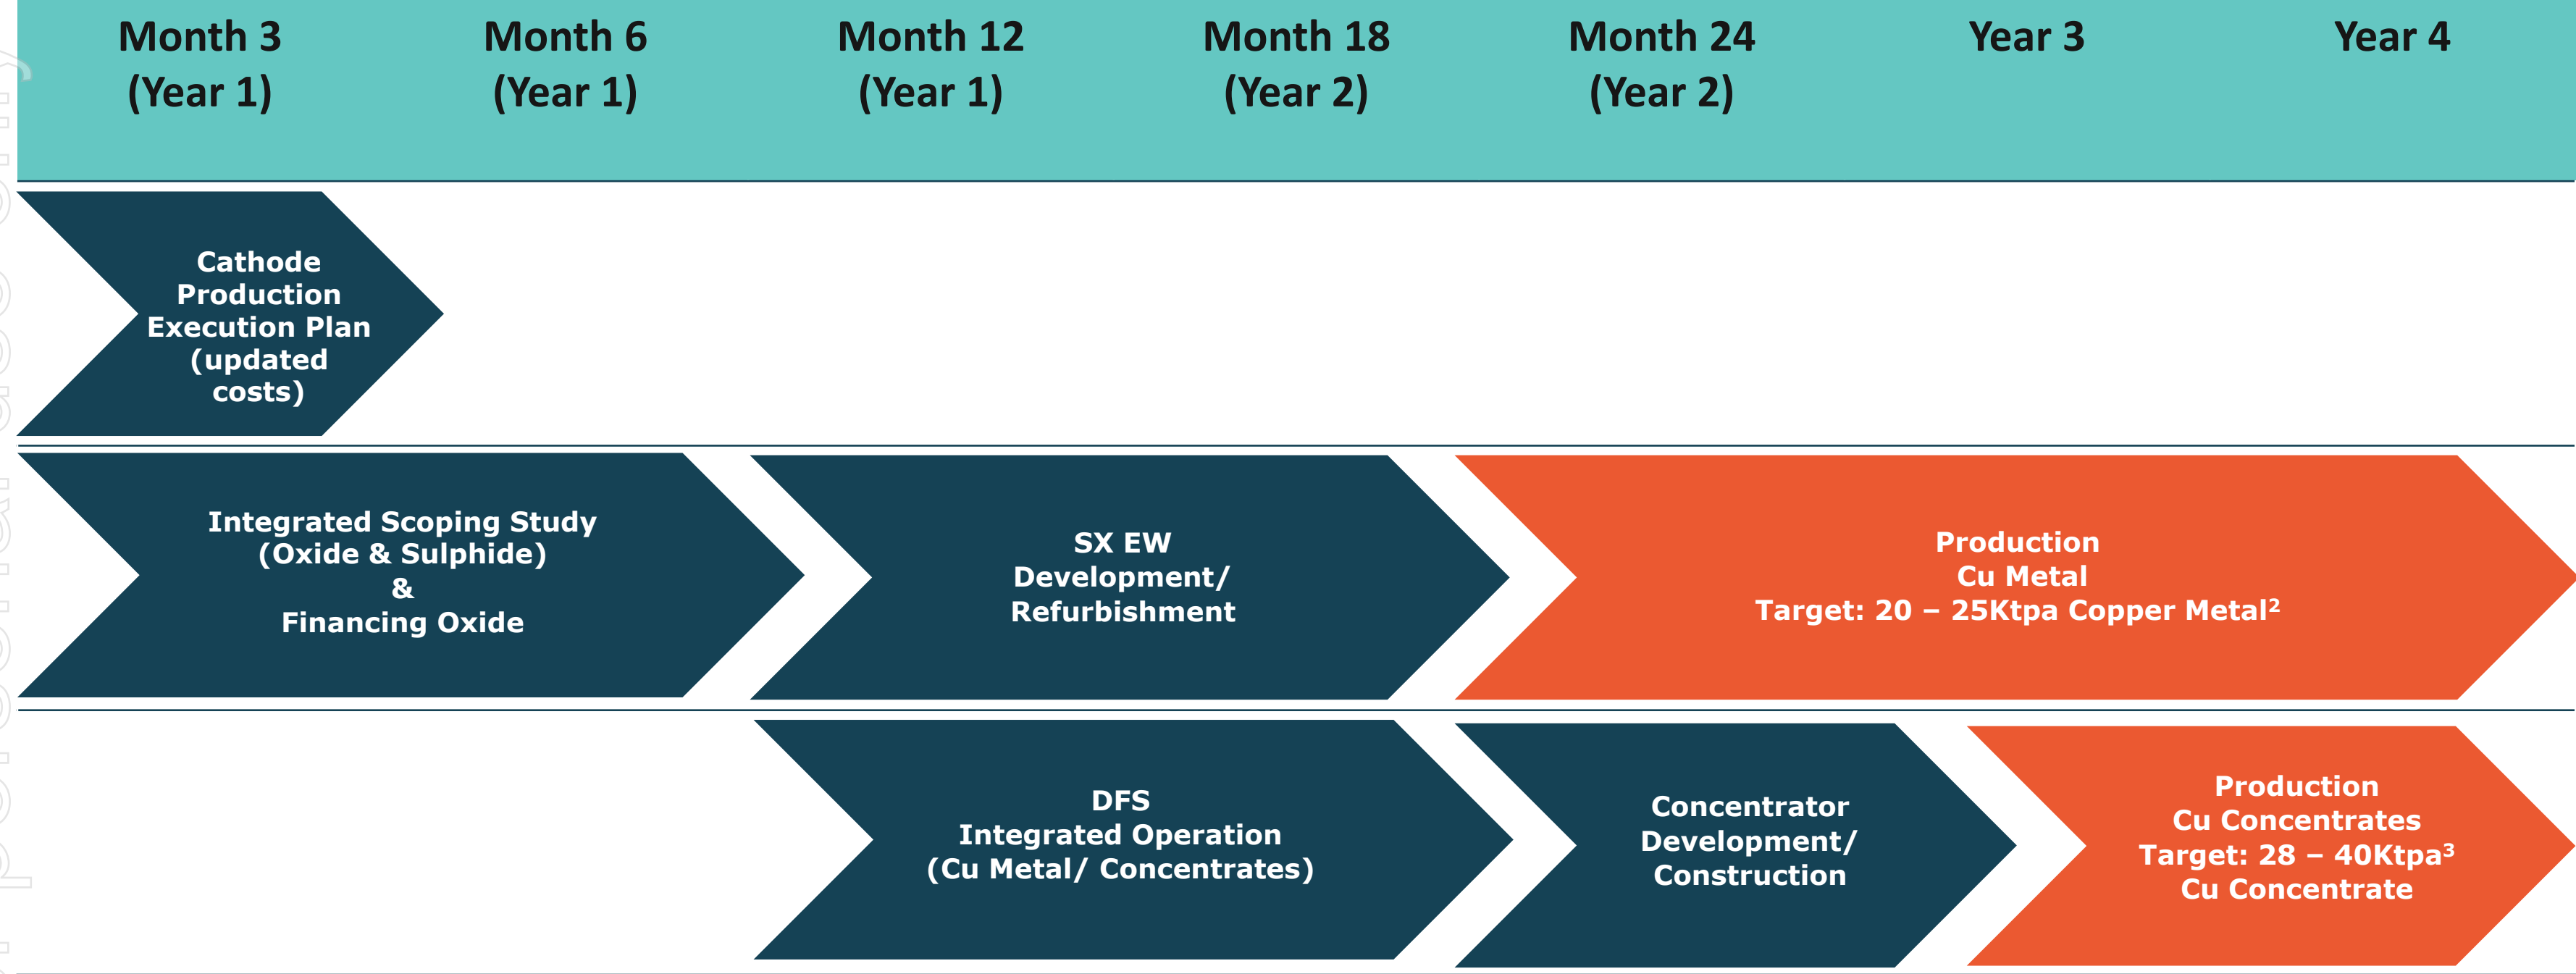 Month 3
(Year 1)
Month 6
(Year 1)
Month 12
(Year 1)
Month 18
(Year 2)
Month 24
(Year 2)
Year 3
Year 4
Cathode
Production
Execution Plan
(updated
costs)
Integrated Scoping Study
(Oxide & Sulphide)
&
Financing Oxide
SX EW
Development/
Refurbishment
Production
Cu Metal
Target: 20 – 25Ktpa Copper Metal²
DFS
Integrated Operation
(Cu Metal/ Concentrates)
Concentrator
Development/
Construction
Production
Cu Concentrates
Target: 28 – 40Ktpa³
Cu Concentrate